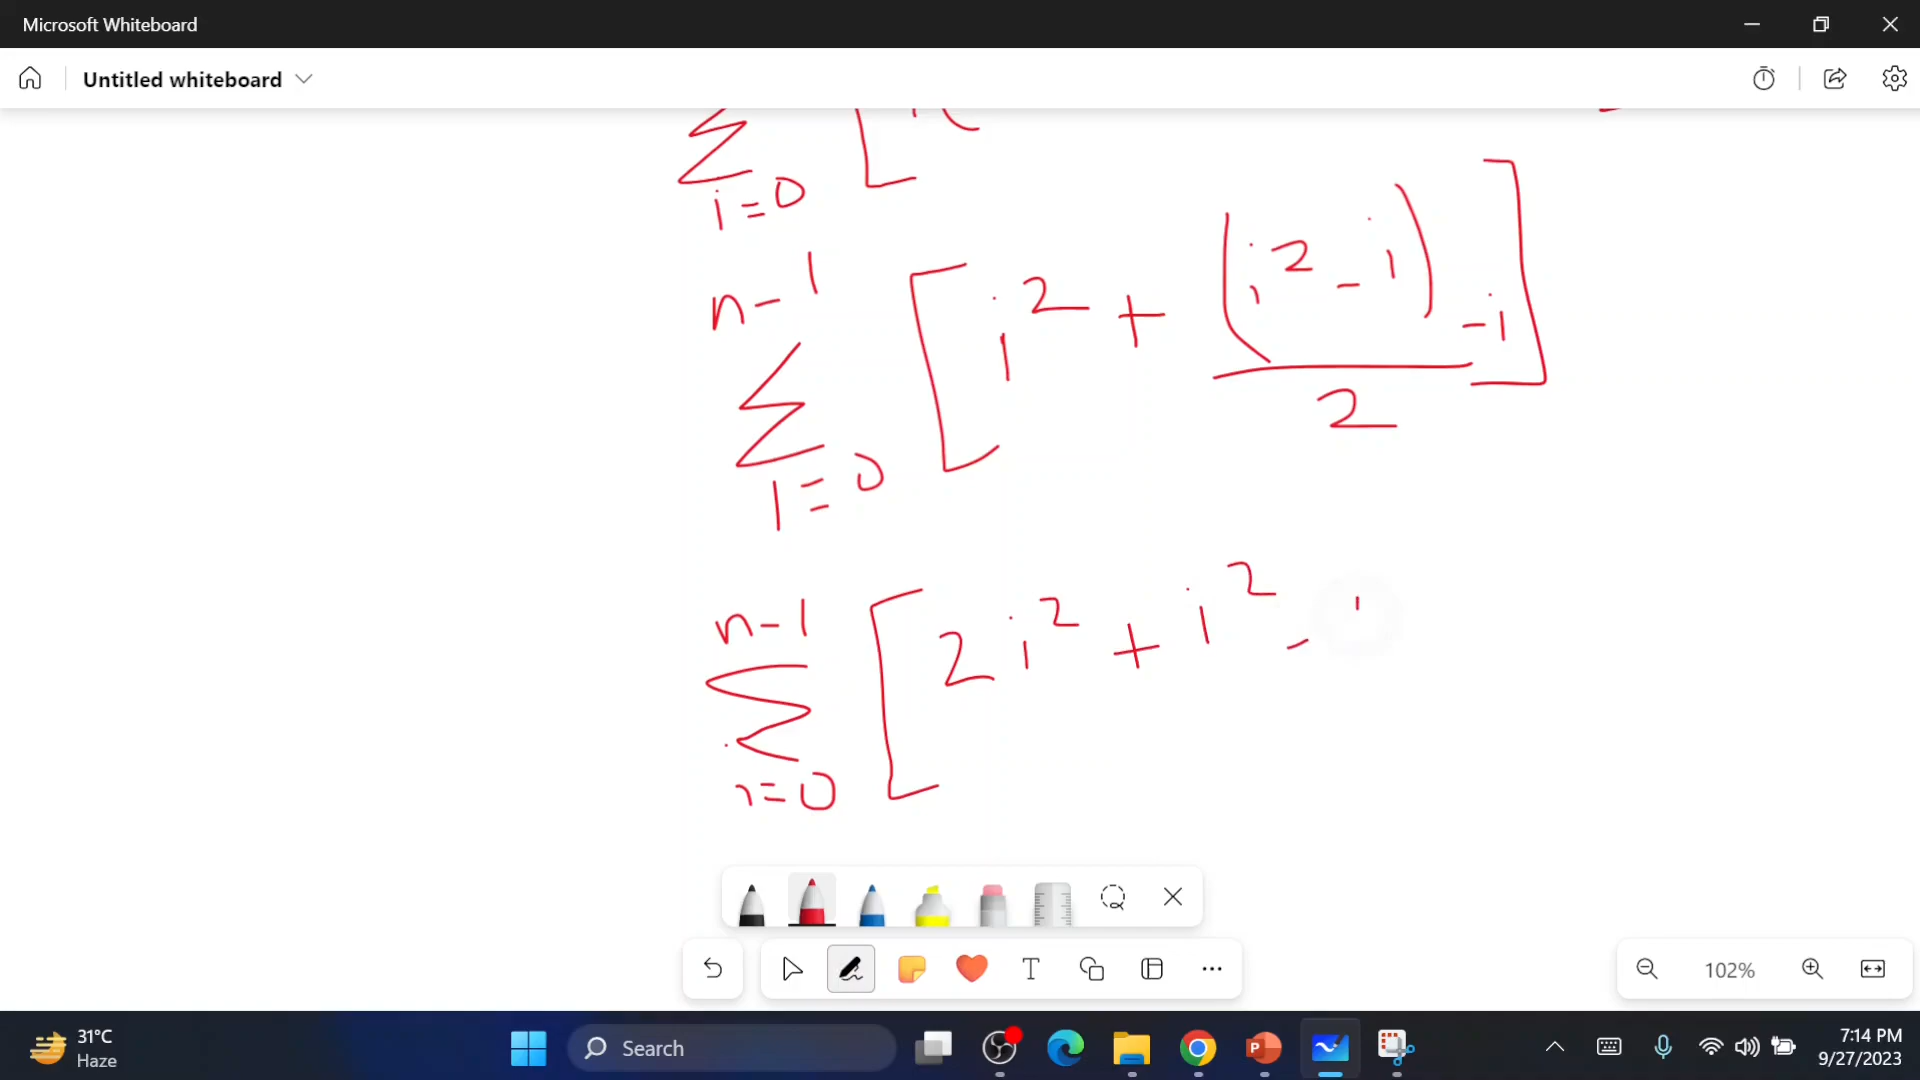 Microsoft Whiteboard
Untitled whiteboard
Σ [
i=0
n-1
Σ [ i² + (i² - i) - i ]
2
i=0
n-1
Σ [ 2i² + i² -
i=0
T
102%
31°C
Haze
Search
P
7:14 PM
9/27/2023